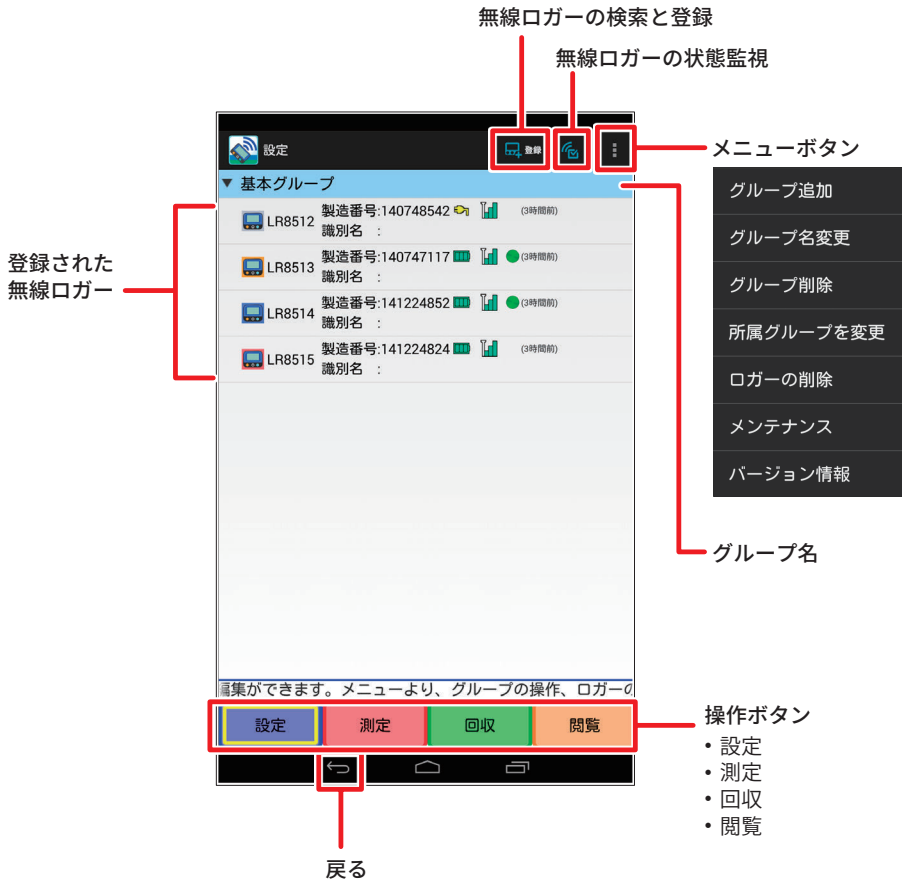 無線ロガーの検索と登録
無線ロガーの状態監視
設定
登録
メニューボタン
グループ追加
グループ名変更
グループ削除
所属グループを変更
ロガーの削除
メンテナンス
バージョン情報
▼ 基本グループ
登録された
無線ロガー
LR8512
製造番号:140748542
(3時間前)
識別名 :
LR8513
製造番号:140747117
(3時間前)
識別名 :
LR8514
製造番号:141224852
(3時間前)
識別名 :
LR8515
製造番号:141224824
(3時間前)
識別名 :
グループ名
編集ができます。メニューより、グループの操作、ロガーの
設定
測定
回収
閲覧
操作ボタン
・設定
・測定
・回収
・閲覧
戻る